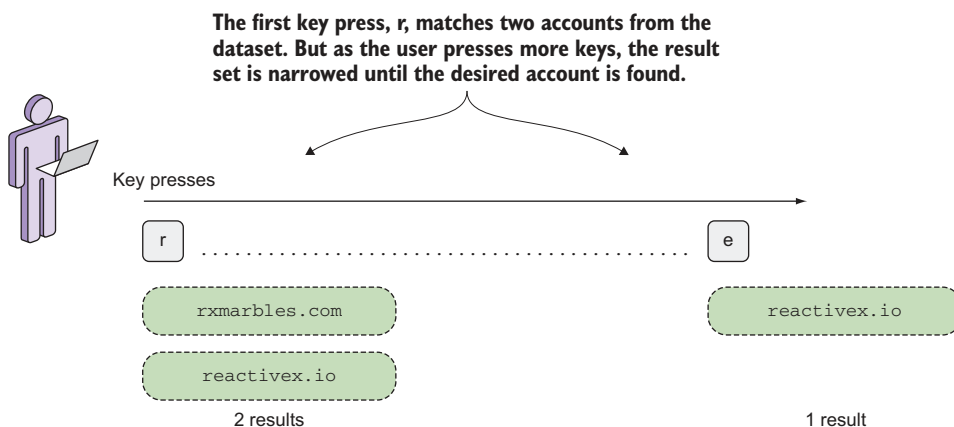 The first key press, r, matches two accounts from the
dataset. But as the user presses more keys, the result
set is narrowed until the desired account is found.
Key presses
r
e
rxmarbles.com
reactivex.io
reactivex.io
2 results
1 result